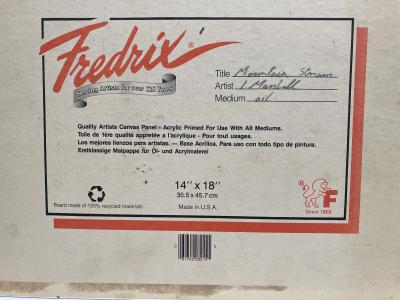 Fredrix®
Serving Artists for over 125 Years
Title Mountain Stream
Artist J Marshall
Medium oil.
Quality Artists Canvas Panel - Acrylic Primed For Use With All Mediums.
Toile de 1ère qualité appretée a l'acrylique - Pour tout usages.
Los mejores lienzos para artistas. — Base Acrílica. Para uso con todo tipo de pintura.
Erstklassige Malpappe für Öl- und Acrylmalerei
14" x 18"
35.5 x 45.7 cm
Made in U.S.A.
Board made of 100% recycled materials
F
Since 1868